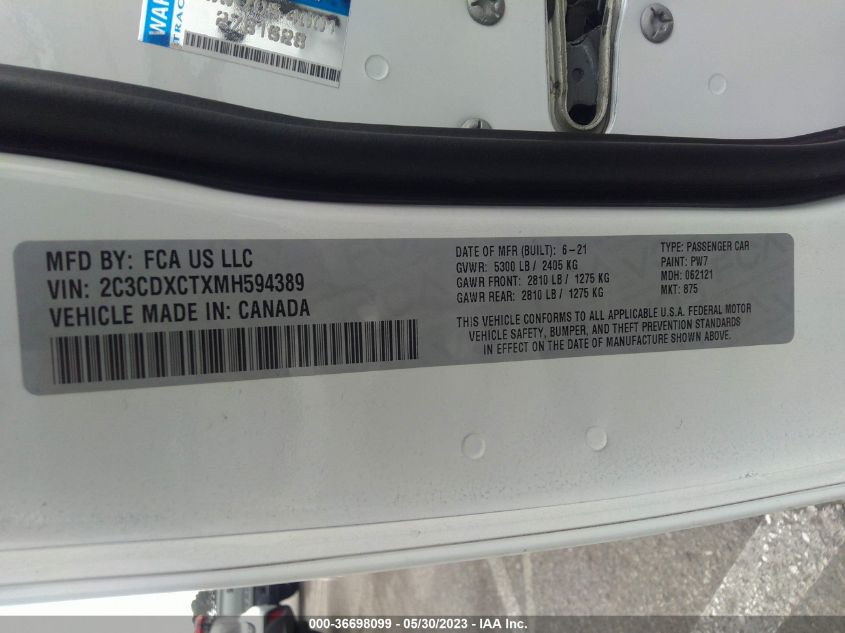 WAR
TRAC
MFD BY: FCA US LLC
VIN: 2C3CDXCTXMH594389
VEHICLE MADE IN: CANADA
DATE OF MFR (BUILT): 6-21
GVWR: 5300 LB / 2405 KG
GAWR FRONT: 2810 LB / 1275 KG
GAWR REAR: 2810 LB / 1275 KG
TYPE: PASSENGER CAR
PAINT: PW7
MDH: 062121
MKT: 875
THIS VEHICLE CONFORMS TO ALL APPLICABLE U.S.A. FEDERAL MOTOR
VEHICLE SAFETY, BUMPER, AND THEFT PREVENTION STANDARDS
IN EFFECT ON THE DATE OF MANUFACTURE SHOWN ABOVE.
000-36698099 - 05/30/2023 - IAA Inc.